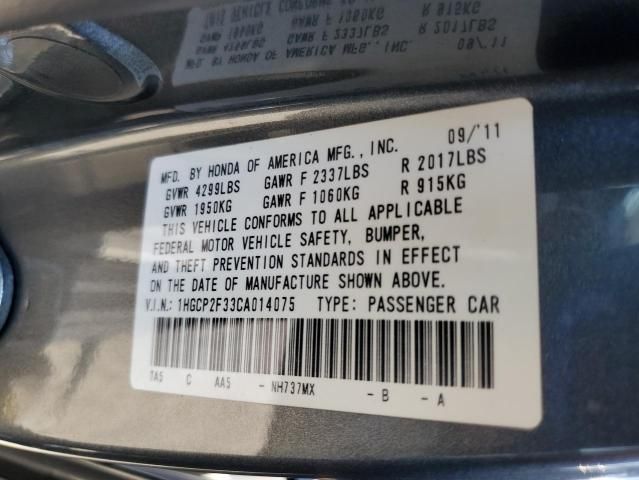 09/'11
MFD. BY HONDA OF AMERICA MFG., INC.
GVWR 4299LBS GAWR F 2337LBS R 2017LBS
GVWR 1950KG GAWR F 1060KG R 915KG
THIS VEHICLE CONFORMS TO ALL APPLICABLE
FEDERAL MOTOR VEHICLE SAFETY, BUMPER,
AND THEFT PREVENTION STANDARDS IN EFFECT
ON THE DATE OF MANUFACTURE SHOWN ABOVE.
V.I.N.: 1HGCP2F33CA014075 TYPE: PASSENGER CAR
TA5 C AA5 - NH737MX - B - A